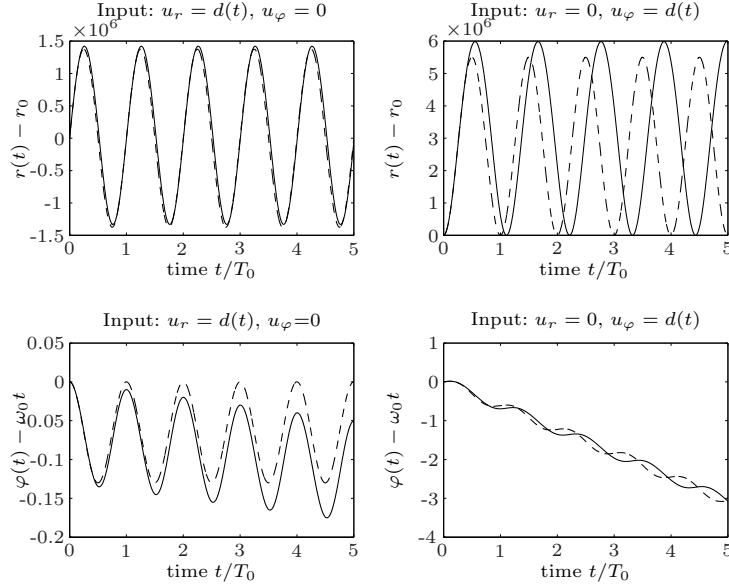 Input: u_r = d(t), u_φ = 0
×10^6
1.5
1
0.5
0
-0.5
-1
-1.5
r(t) − r_0
0 1 2 3 4 5
time t/T_0
Input: u_r = 0, u_φ = d(t)
×10^6
6
5
4
3
2
1
0
r(t) − r_0
0 1 2 3 4 5
time t/T_0
Input: u_r = d(t), u_φ=0
0.05
0
-0.05
-0.1
-0.15
-0.2
φ(t) − ω_0t
0 1 2 3 4 5
time t/T_0
Input: u_r = 0, u_φ = d(t)
1
0
-1
-2
-3
-4
φ(t) − ω_0t
0 1 2 3 4 5
time t/T_0